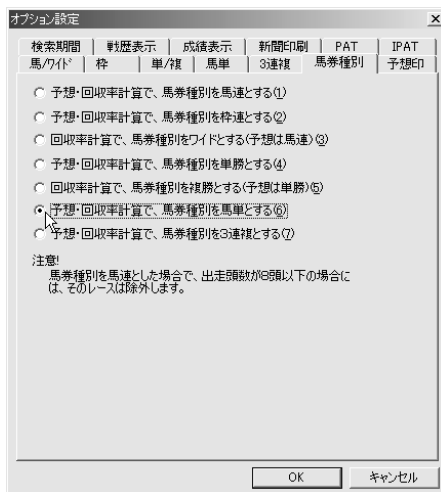 オプション設定
検索期間 戦歴表示 成績表示 新聞印刷 PAT IPAT
馬/ワイド 枠 単/複 馬単 3連複 馬券種別 予想印
予想・回収率計算で、馬券種別を馬連とする(1)
予想・回収率計算で、馬券種別を枠連とする(2)
回収率計算で、馬券種別をワイドとする(予想は馬連)(3)
予想・回収率計算で、馬券種別を単勝とする(4)
回収率計算で、馬券種別を複勝とする(予想は単勝)(5)
予想・回収率計算で、馬券種別を馬単とする(6)
予想・回収率計算で、馬券種別を3連複とする(7)
注意!
馬券種別を馬連とした場合で、出走頭数が8頭以下の場合に
は、そのレースは除外します。
OK キャンセル